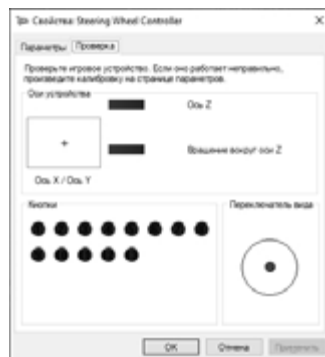 Свойства: Steering Wheel Controller
Параметры Проверка
Проверьте игровое устройство. Если оно работает неправильно,
произведите калибровку на странице параметров.
Оси устройства
Ось Z
Вращение вокруг оси Z
Ось X / Ось Y
Кнопки
Переключатель вида
OK
Отмена
Применить